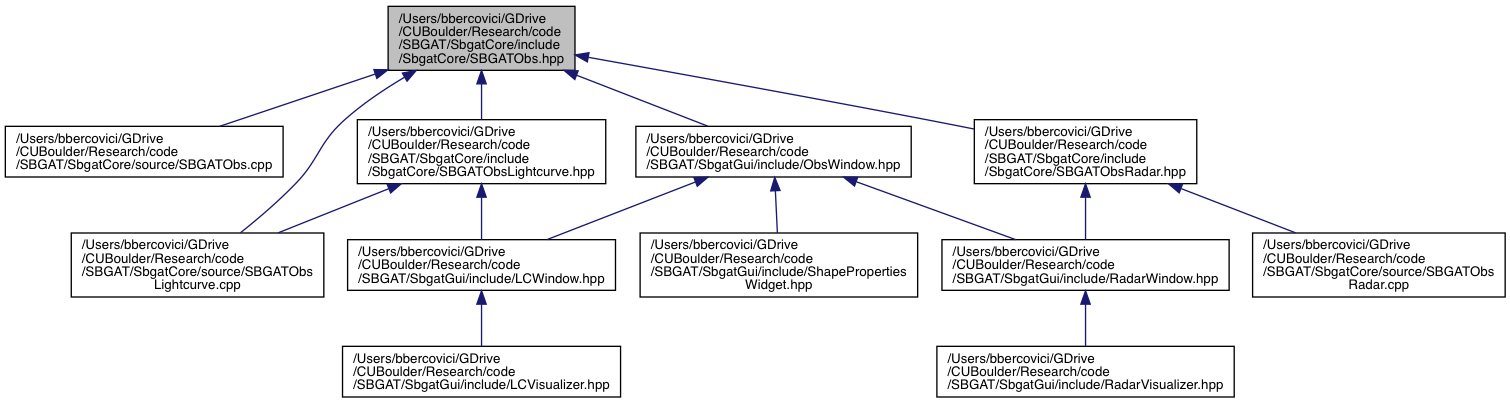 /Users/bbercovici/GDrive
/CUBoulder/Research/code
/SBGAT/SbgatCore/include
/SbgatCore/SBGATObs.hpp
/Users/bbercovici/GDrive
/CUBoulder/Research/code
/SBGAT/SbgatCore/source/SBGATObs.cpp
/Users/bbercovici/GDrive
/CUBoulder/Research/code
/SBGAT/SbgatCore/include
/SbgatCore/SBGATObsLightcurve.hpp
/Users/bbercovici/GDrive
/CUBoulder/Research/code
/SBGAT/SbgatGui/include/ObsWindow.hpp
/Users/bbercovici/GDrive
/CUBoulder/Research/code
/SBGAT/SbgatCore/include
/SbgatCore/SBGATObsRadar.hpp
/Users/bbercovici/GDrive
/CUBoulder/Research/code
/SBGAT/SbgatCore/source/SBGATObs
Lightcurve.cpp
/Users/bbercovici/GDrive
/CUBoulder/Research/code
/SBGAT/SbgatGui/include/LCWindow.hpp
/Users/bbercovici/GDrive
/CUBoulder/Research/code
/SBGAT/SbgatGui/include/ShapeProperties
Widget.hpp
/Users/bbercovici/GDrive
/CUBoulder/Research/code
/SBGAT/SbgatGui/include/RadarWindow.hpp
/Users/bbercovici/GDrive
/CUBoulder/Research/code
/SBGAT/SbgatCore/source/SBGATObs
Radar.cpp
/Users/bbercovici/GDrive
/CUBoulder/Research/code
/SBGAT/SbgatGui/include/LCVisualizer.hpp
/Users/bbercovici/GDrive
/CUBoulder/Research/code
/SBGAT/SbgatGui/include/RadarVisualizer.hpp